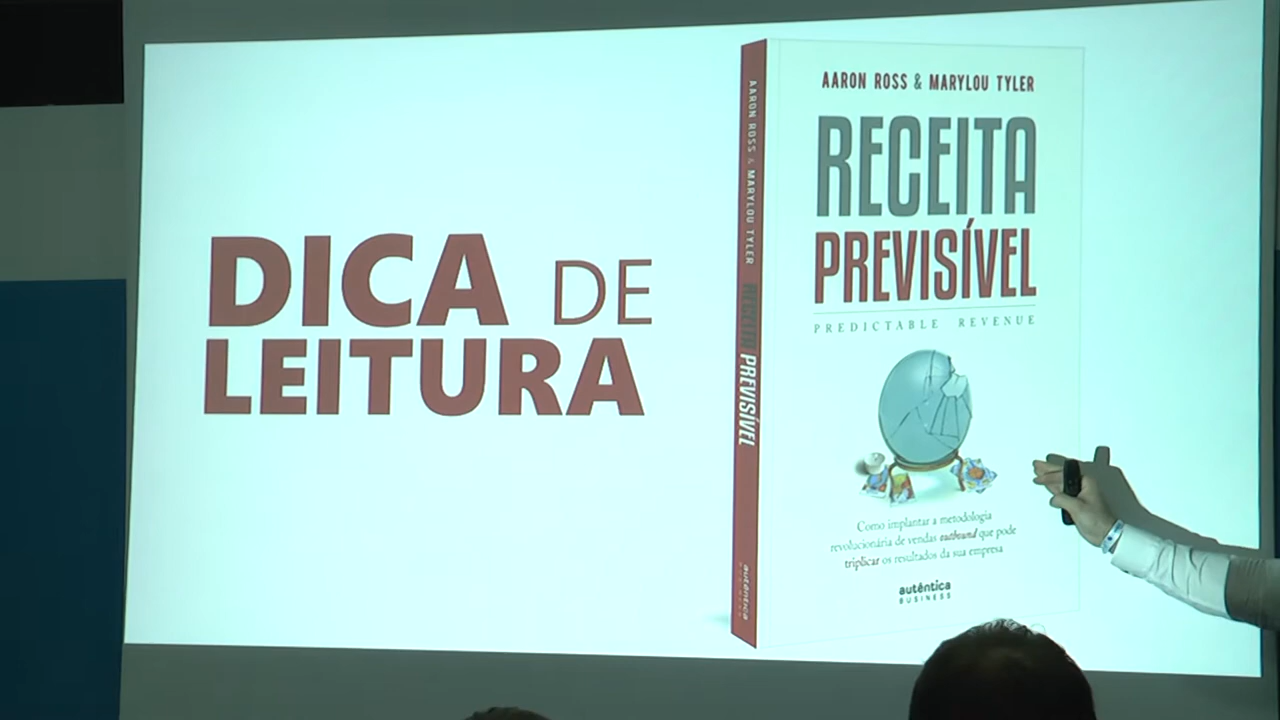 DICA DE
LEITURA
AARON ROSS & MARYLOU TYLER
RECEITA
PREVISÍVEL
PREDICTABLE REVENUE
Como implantar a metodologia
revolucionária de vendas outbound que pode
triplicar os resultados da sua empresa
autêntica
BUSINESS
AARON ROSS & MARYLOU TYLER RECEITA PREVISÍVEL autêntica